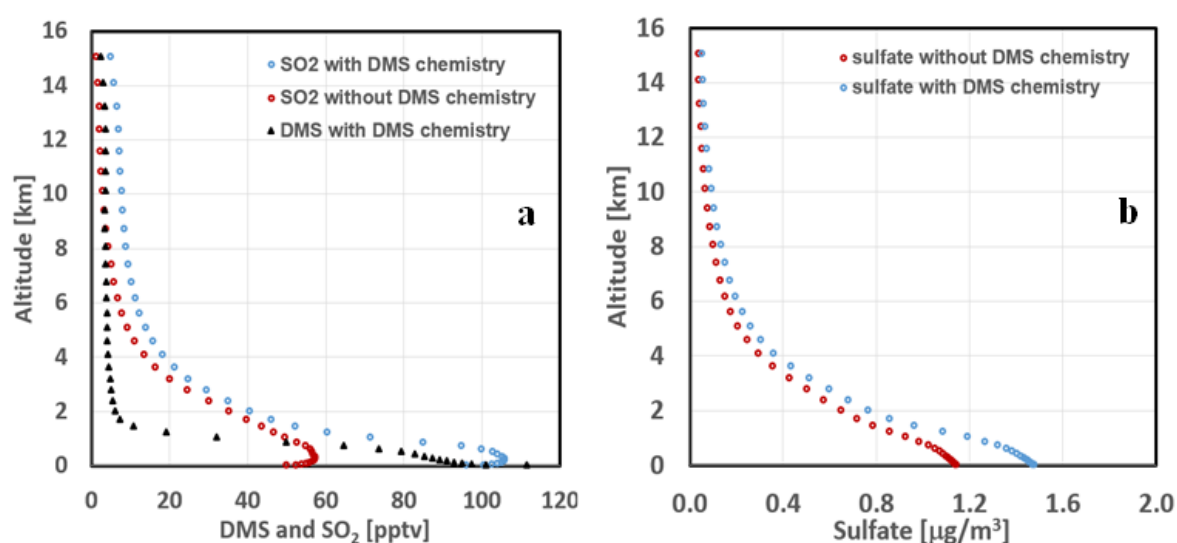 16
14
12
10
8
6
4
2
0
Altitude [km]
SO2 with DMS chemistry
SO2 without DMS chemistry
DMS with DMS chemistry
a
0 20 40 60 80 100 120
DMS and SO₂ [pptv]
16
14
12
10
8
6
4
2
0
Altitude [km]
sulfate without DMS chemistry
sulfate with DMS chemistry
b
0.0 0.4 0.8 1.2 1.6 2.0
Sulfate [µg/m³]